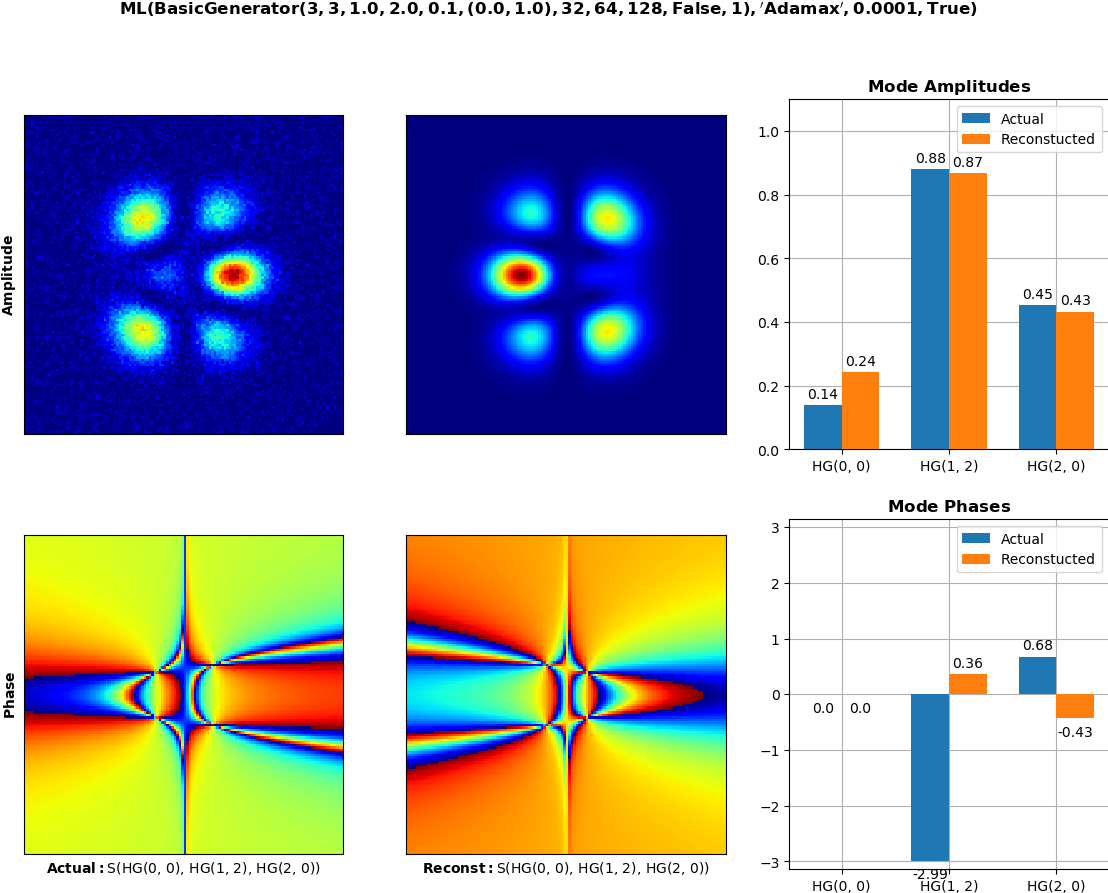 ML(BasicGenerator(3, 3, 1.0, 2.0, 0.1, (0.0, 1.0), 32, 64, 128, False, 1), 'Adamax', 0.0001, True)
Amplitude
Mode Amplitudes
Actual
Reconstucted
1.0
0.8
0.6
0.4
0.2
0.0
0.14
0.24
0.88
0.87
0.45
0.43
HG(0, 0)
HG(1, 2)
HG(2, 0)
Phase
Actual: S(HG(0, 0), HG(1, 2), HG(2, 0))
Reconst: S(HG(0, 0), HG(1, 2), HG(2, 0))
Mode Phases
Actual
Reconstucted
3
2
1
0
−1
−2
−3
0.0
0.0
-2.99
0.36
0.68
-0.43
HG(0, 0)
HG(1, 2)
HG(2, 0)